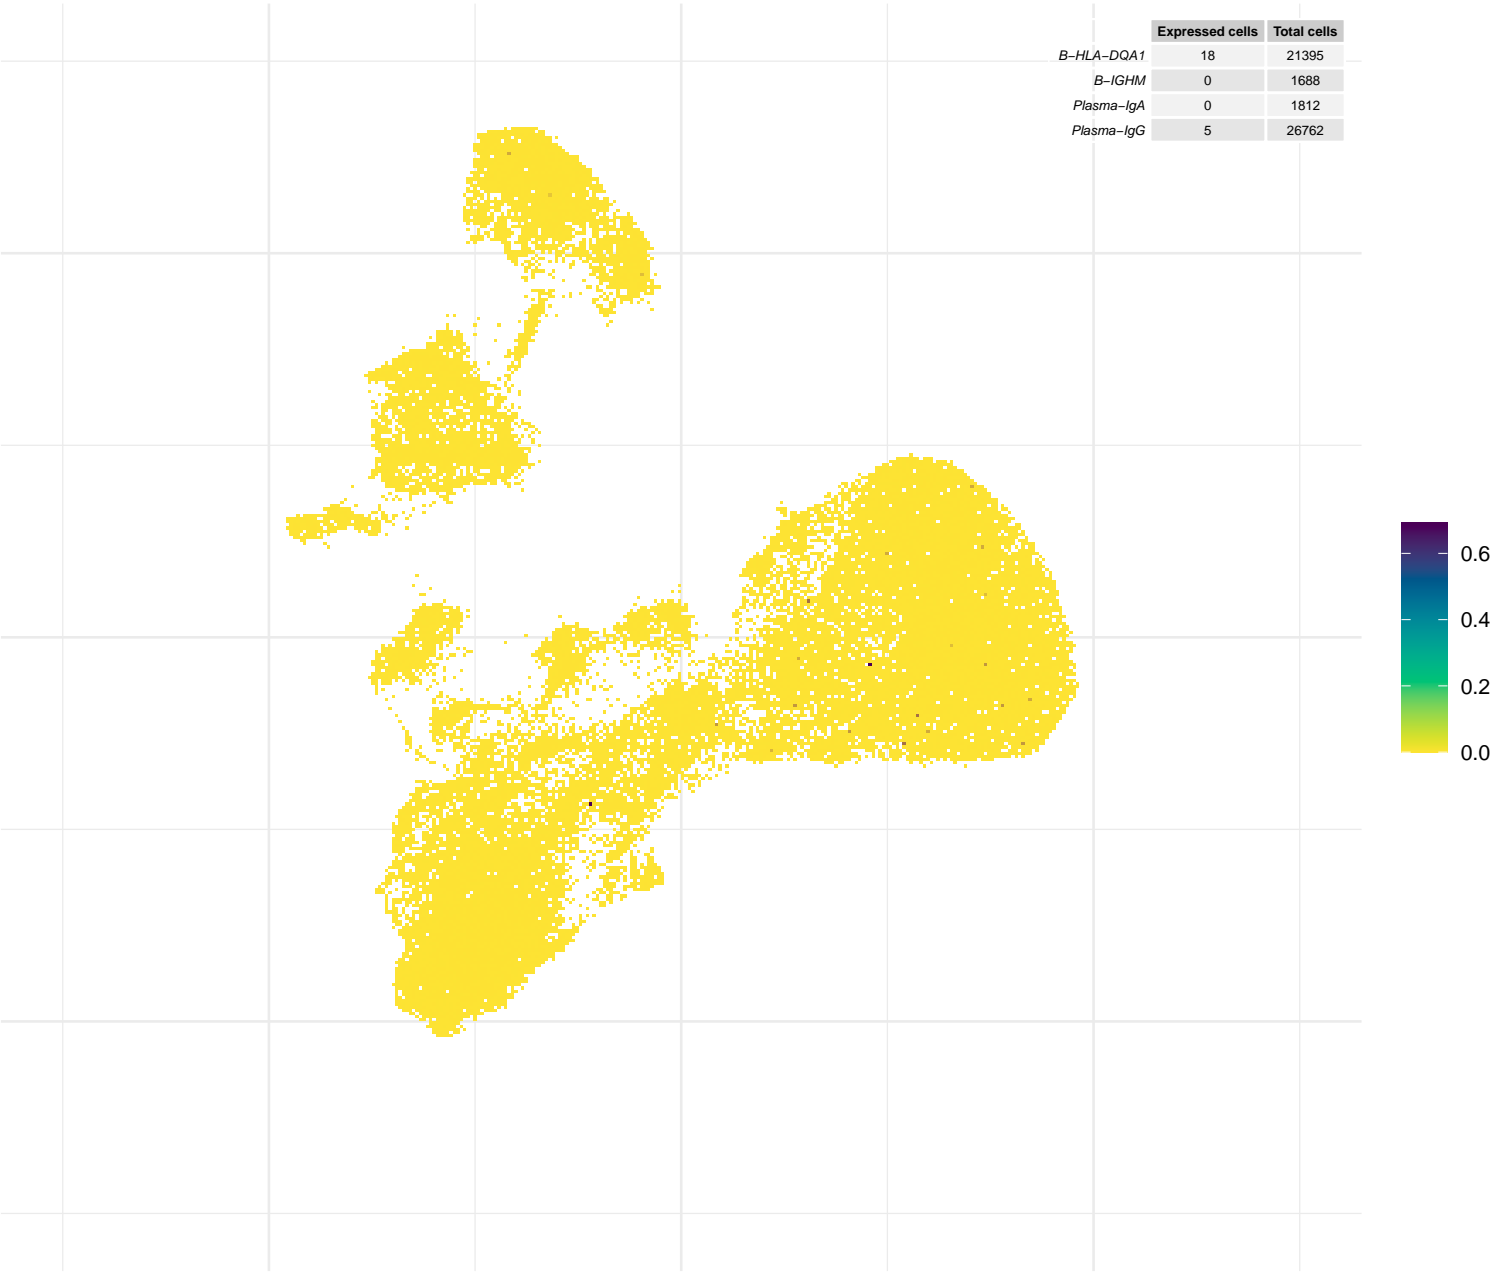 Expressed cells Total cells
B−HLA−DQA1 18 21395
B−IGHM 0 1688
Plasma−IgA 0 1812
Plasma−IgG 5 26762
0.6
0.4
0.2
0.0